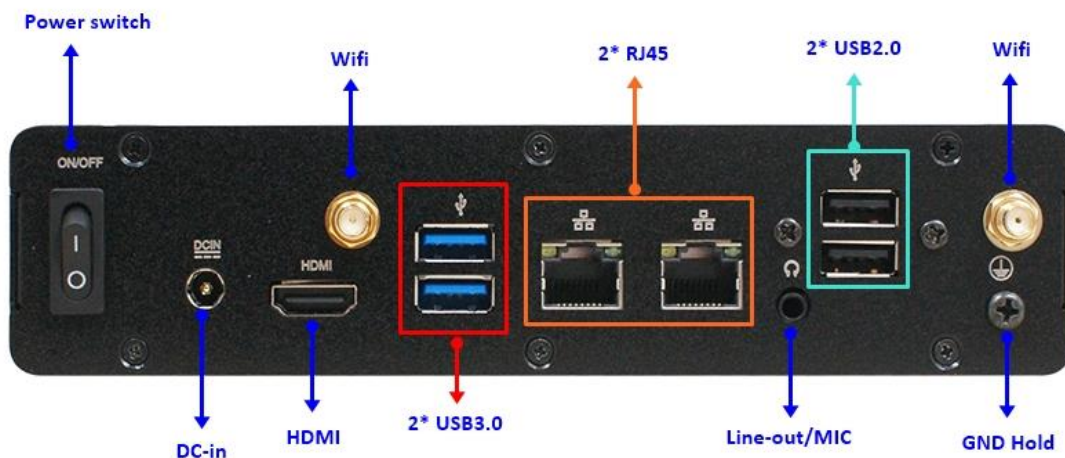 Power switch
Wifi
2* RJ45
2* USB2.0
Wifi
ON/OFF
I
O
DCIN
HDMI
DC-in
HDMI
2* USB3.0
Line-out/MIC
GND Hold